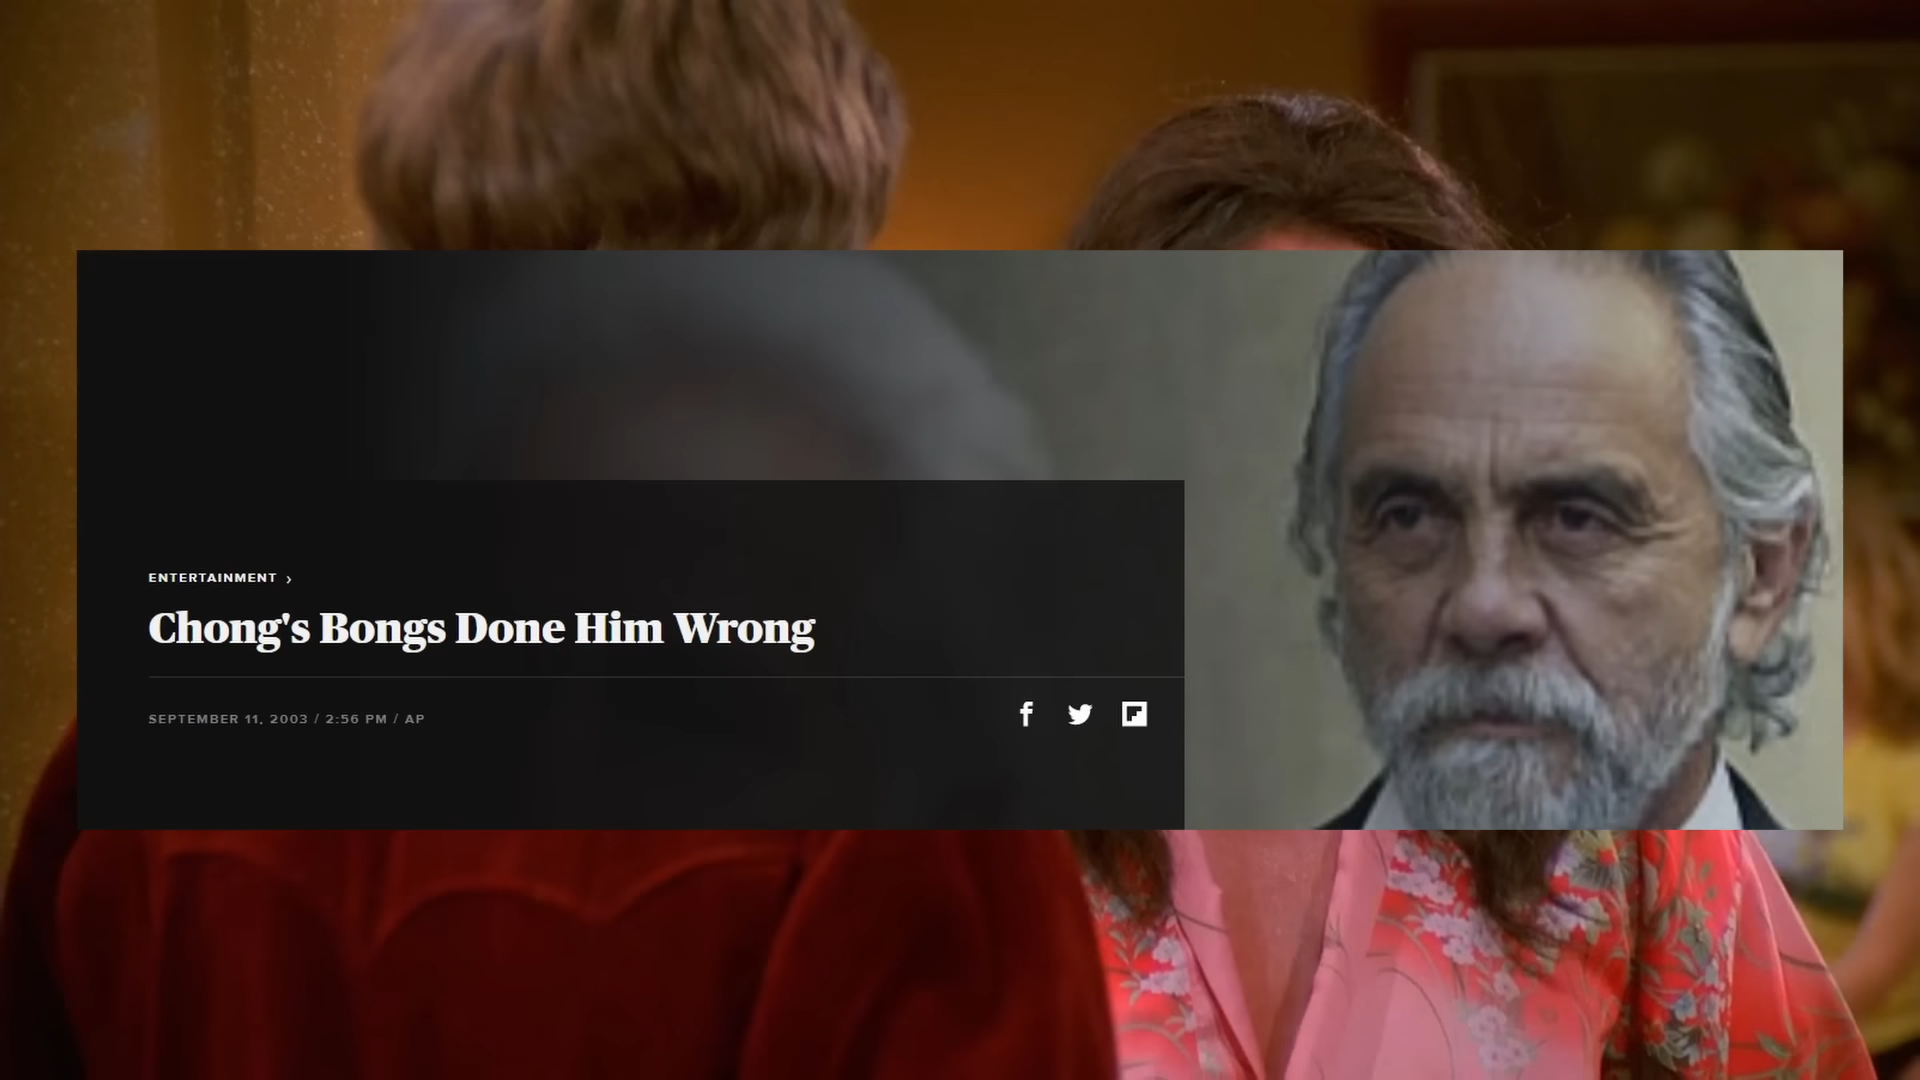 ENTERTAINMENT ›
Chong's Bongs Done Him Wrong
SEPTEMBER 11, 2003 / 2:56 PM / AP